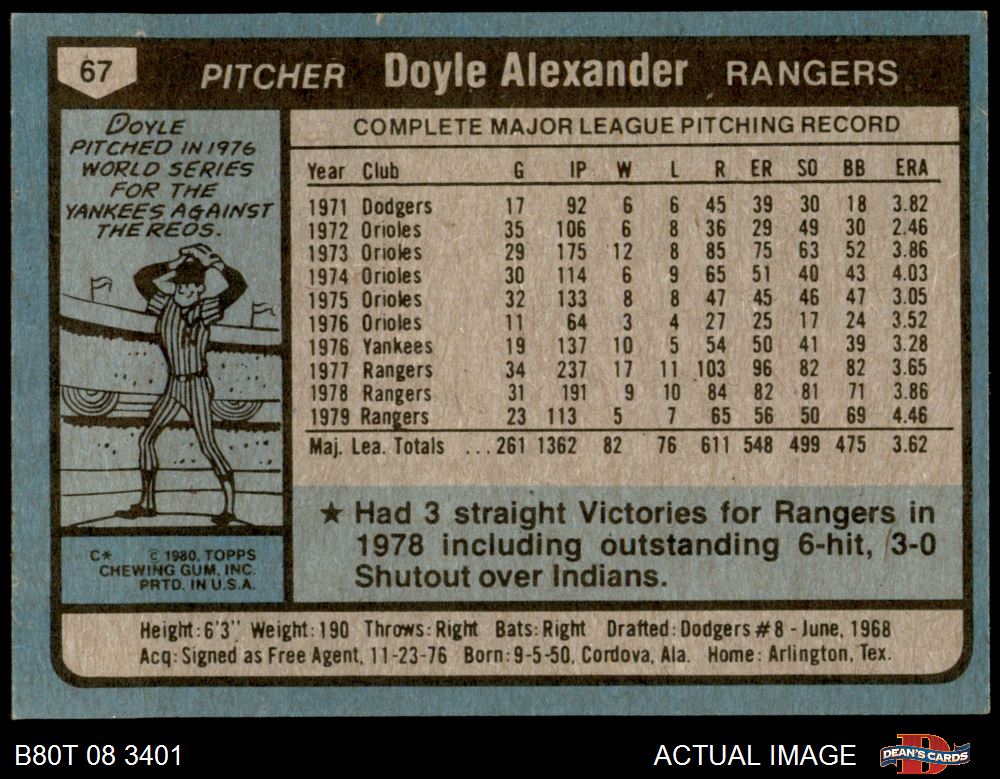 67 PITCHER Doyle Alexander RANGERS
DOYLE
PITCHED IN 1976
WORLD SERIES
FOR THE
YANKEES AGAINST
THE REDS.
C* © 1980, TOPPS
CHEWING GUM, INC.
PRTD. IN U.S.A.
COMPLETE MAJOR LEAGUE PITCHING RECORD
Year Club G IP W L R ER SO BB ERA
1971 Dodgers 17 92 6 6 45 39 30 18 3.82
1972 Orioles 35 106 6 8 36 29 49 30 2.46
1973 Orioles 29 175 12 8 85 75 63 52 3.86
1974 Orioles 30 114 6 9 65 51 40 43 4.03
1975 Orioles 32 133 8 8 47 45 46 47 3.05
1976 Orioles 11 64 3 4 27 25 17 24 3.52
1976 Yankees 19 137 10 5 54 50 41 39 3.28
1977 Rangers 34 237 17 11 103 96 82 82 3.65
1978 Rangers 31 191 9 10 84 82 81 71 3.86
1979 Rangers 23 113 5 7 65 56 50 69 4.46
Maj. Lea. Totals ... 261 1362 82 76 611 548 499 475 3.62
★ Had 3 straight Victories for Rangers in
1978 including outstanding 6-hit, 3-0
Shutout over Indians.
Height: 6'3" Weight: 190 Throws: Right Bats: Right Drafted: Dodgers #8 - June, 1968
Acq: Signed as Free Agent, 11-23-76 Born: 9-5-50, Cordova, Ala. Home: Arlington, Tex.
B80T 08 3401 ACTUAL IMAGE DEAN'S CARDS